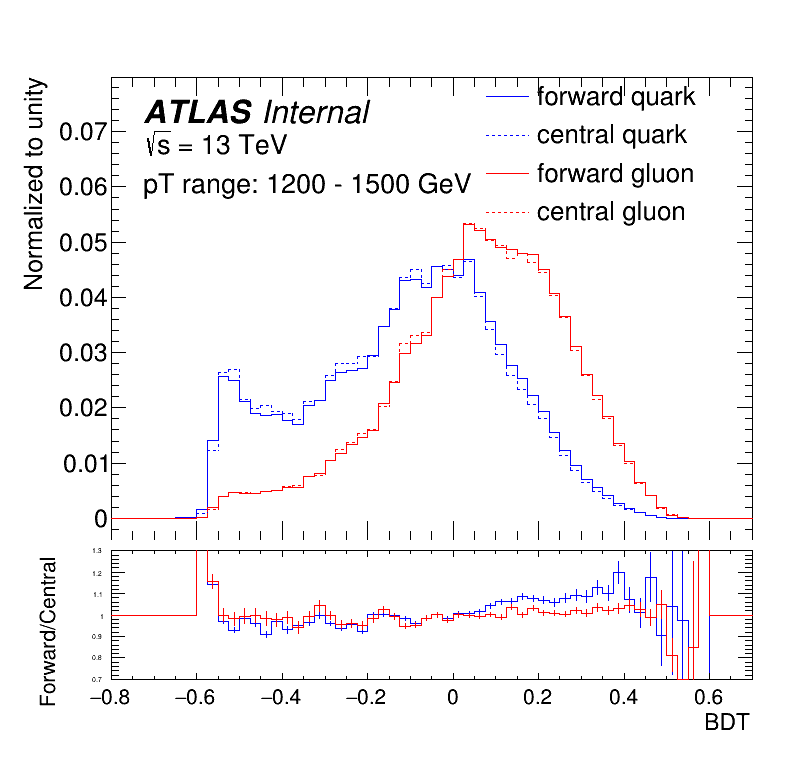 ATLAS Internal
√s = 13 TeV
pT range: 1200 - 1500 GeV
forward quark
central quark
forward gluon
central gluon
Normalized to unity
0.07
0.06
0.05
0.04
0.03
0.02
0.01
0
Forward/Central
1.3
1.2
1.1
1
0.9
0.8
0.7
−0.8 −0.6 −0.4 −0.2 0 0.2 0.4 0.6
BDT